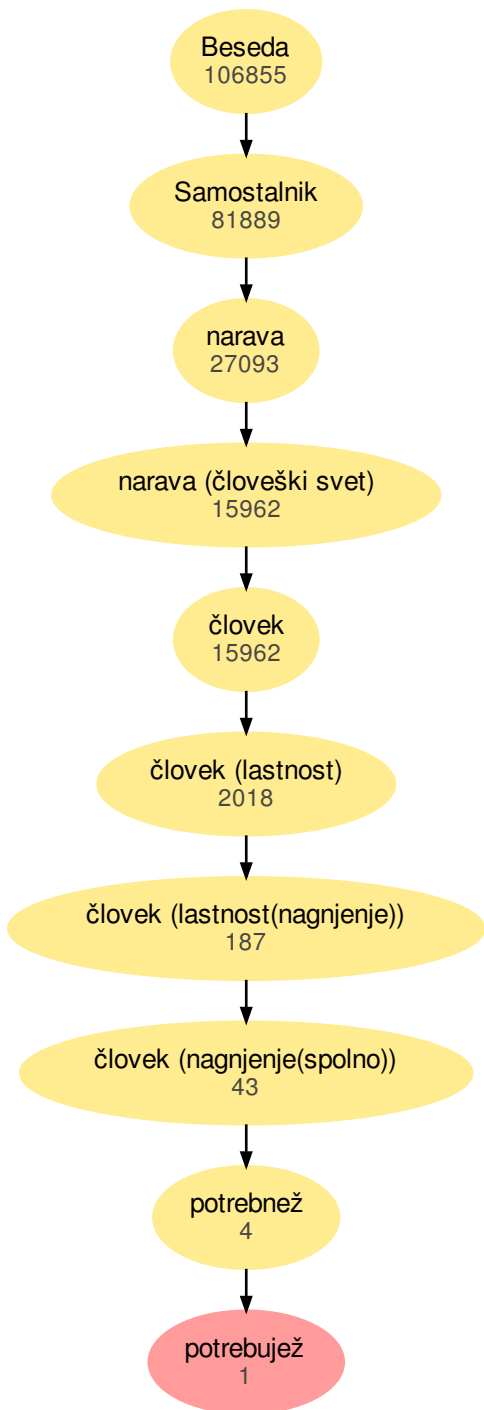 Beseda
106855
Samostalnik
81889
narava
27093
narava (človeški svet)
15962
človek
15962
človek (lastnost)
2018
človek (lastnost(nagnjenje))
187
človek (nagnjenje(spolno))
43
potrebnež
4
potrebujež
1